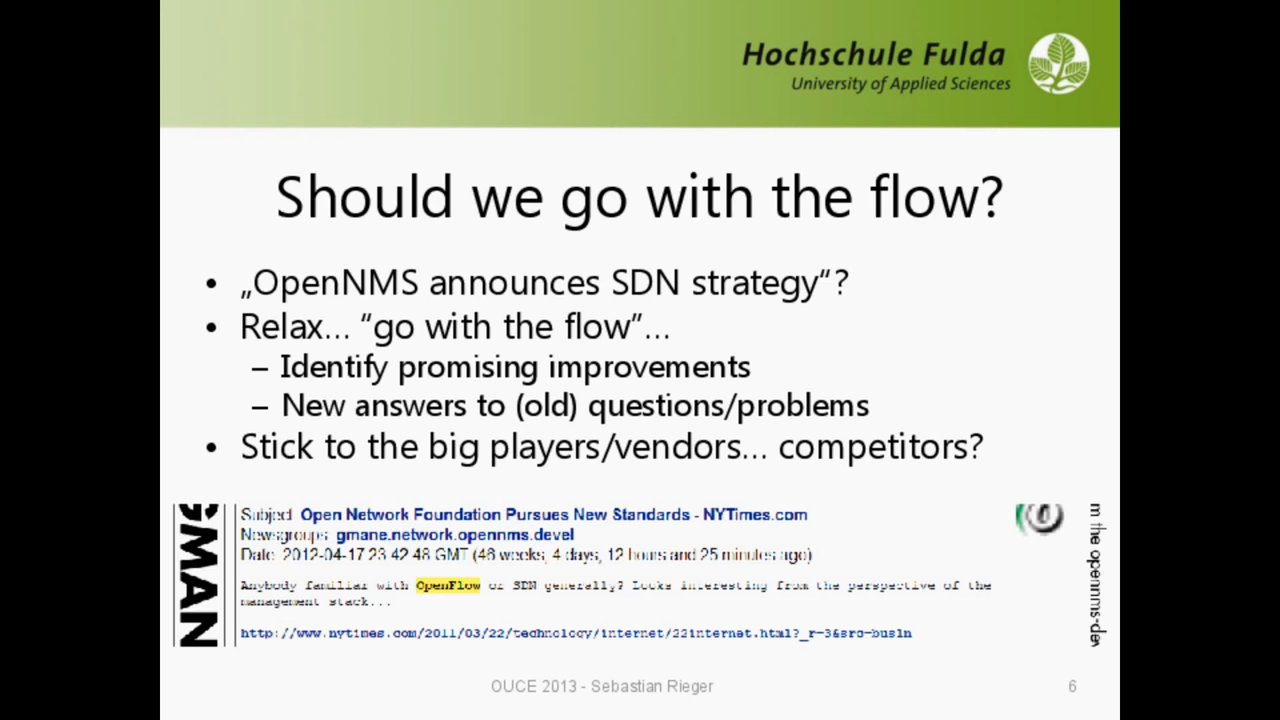 Hochschule Fulda
University of Applied Sciences
Should we go with the flow?
• „OpenNMS announces SDN strategy“?
• Relax… “go with the flow”…
– Identify promising improvements
– New answers to (old) questions/problems
• Stick to the big players/vendors… competitors?
GMAN
Subject: Open Network Foundation Pursues New Standards - NYTimes.com
Newsgroups: gmane.network.opennms.devel
Date: 2012-04-17 23:42:48 GMT (46 weeks, 4 days, 12 hours and 25 minutes ago)
Anybody familiar with OpenFlow or SDN generally? Looks interesting from the perspective of the
management stack...
http://www.nytimes.com/2011/03/22/technology/internet/22internet.html?_r=3&src=busln
m the opennms-dev
OUCE 2013 - Sebastian Rieger
6